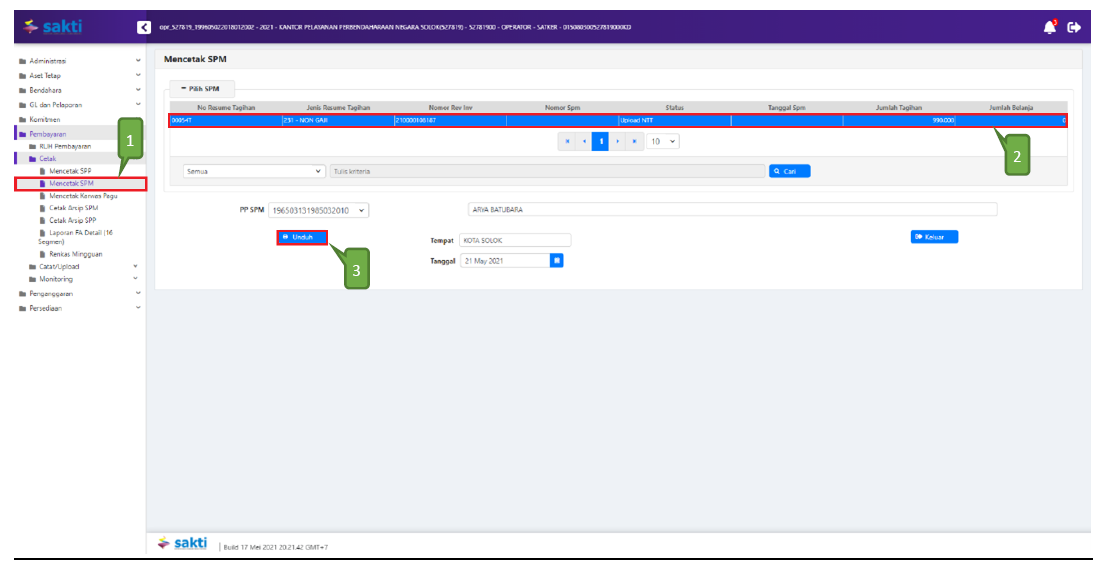 sakti
opr_527819_199605022018012002 - 2021 - KANTOR PELAYANAN PERBENDAHARAAN NEGARA SOLOK(527819) - 52781900 - OPERATOR - SATKER - 015080500527819000KD
Administrasi
Aset Tetap
Bendahara
GL dan Pelaporan
Komitmen
Pembayaran
RUH Pembayaran
Cetak
Mencetak SPP
Mencetak SPM
Mencetak Karwas Pagu
Cetak Arsip SPM
Cetak Arsip SPP
Laporan FA Detail (16
Segmen)
Renkas Mingguan
Catat/Upload
Monitoring
Penganggaran
Persediaan
1
Mencetak SPM
Pilih SPM
No Resume Tagihan Jenis Resume Tagihan Nomor Rev Inv Nomor Spm Status Tanggal Spm Jumlah Tagihan Jumlah Belanja
00054T 231 - NON GAJI 210000106187 Upload NTT 999.000 0
1 10
2
Semua Tulis kriteria Cari
PP SPM 196503131985032010 ARYA BATUBARA
Unduh Tempat KOTA SOLOK Keluar
Tanggal 21 May 2021
3
sakti | Build 17 Mei 2021 20:21:42 GMT+7